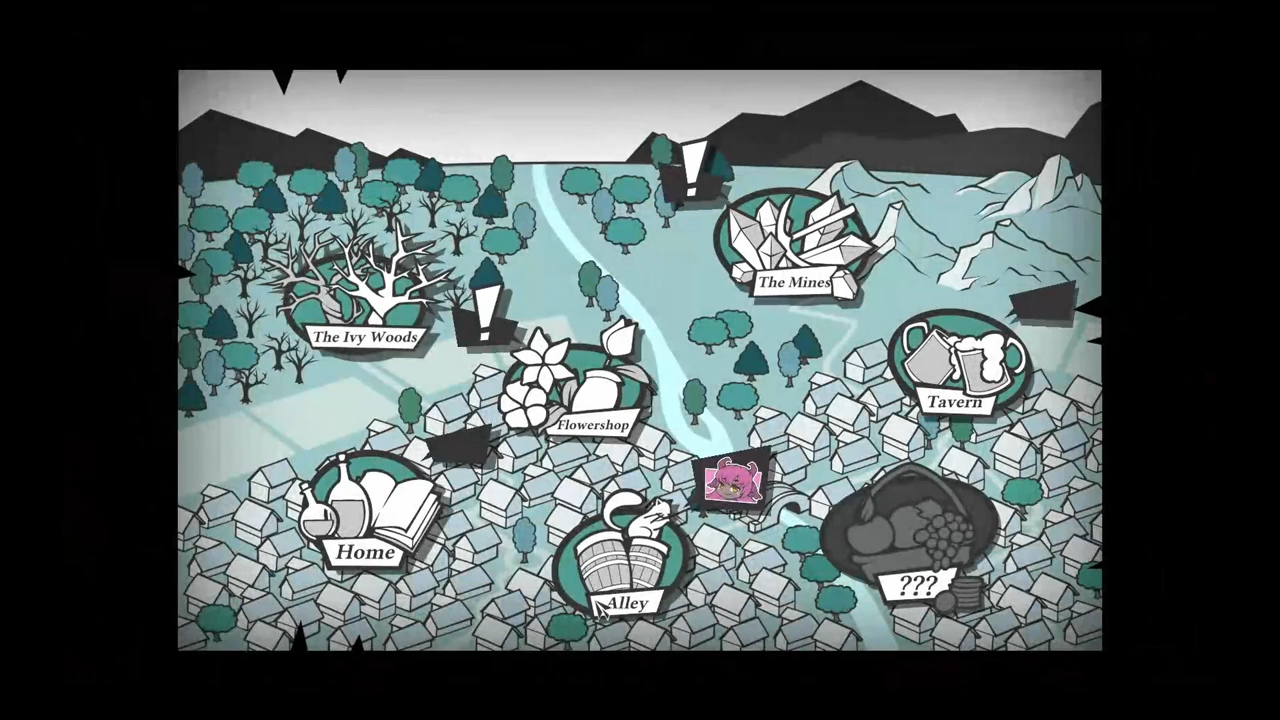 !
The Mines
The Ivy Woods
!
Tavern
Flowershop
Home
???
Alley